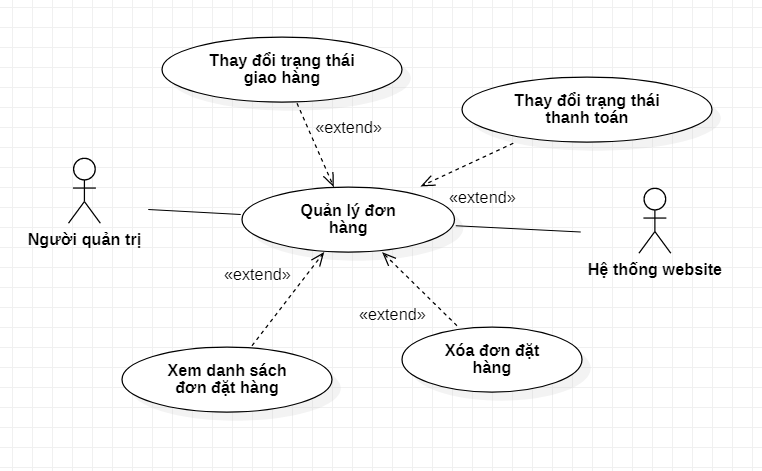 Thay đổi trạng thái
giao hàng
Thay đổi trạng thái
thanh toán
«extend»
«extend»
Quản lý đơn
hàng
Người quản trị
Hệ thống website
«extend»
«extend»
Xem danh sách
đơn đặt hàng
Xóa đơn đặt
hàng